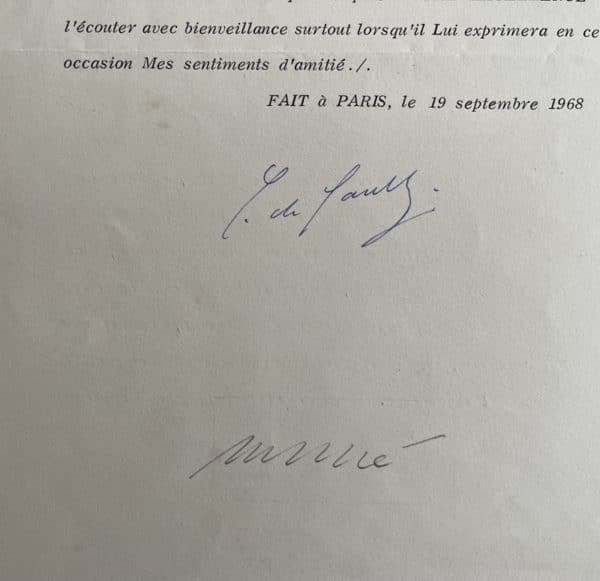 l'écouter avec bienveillance surtout lorsqu'il Lui exprimera en ce
occasion Mes sentiments d'amitié./.
FAIT à PARIS, le 19 septembre 1968
C. de Gaulle.